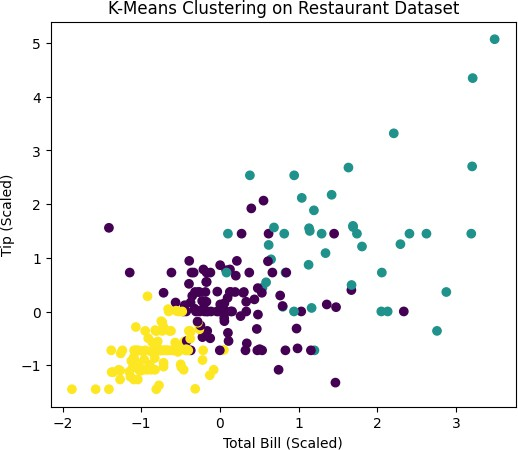 K-Means Clustering on Restaurant Dataset
5
4
3
2
1
0
−1
Tip (Scaled)
−2 −1 0 1 2 3
Total Bill (Scaled)